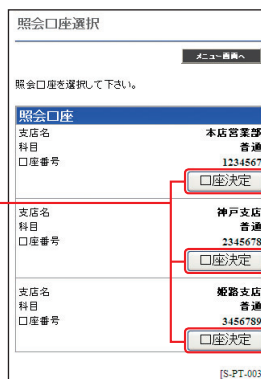 照会口座選択
メニュー画面へ
照会口座を選択して下さい。
照会口座
支店名 本店営業部
科目 普通
口座番号 1234567
口座決定
支店名 神戸支店
科目 普通
口座番号 2345678
口座決定
支店名 姫路支店
科目 普通
口座番号 3456789
口座決定
[S-PT-003